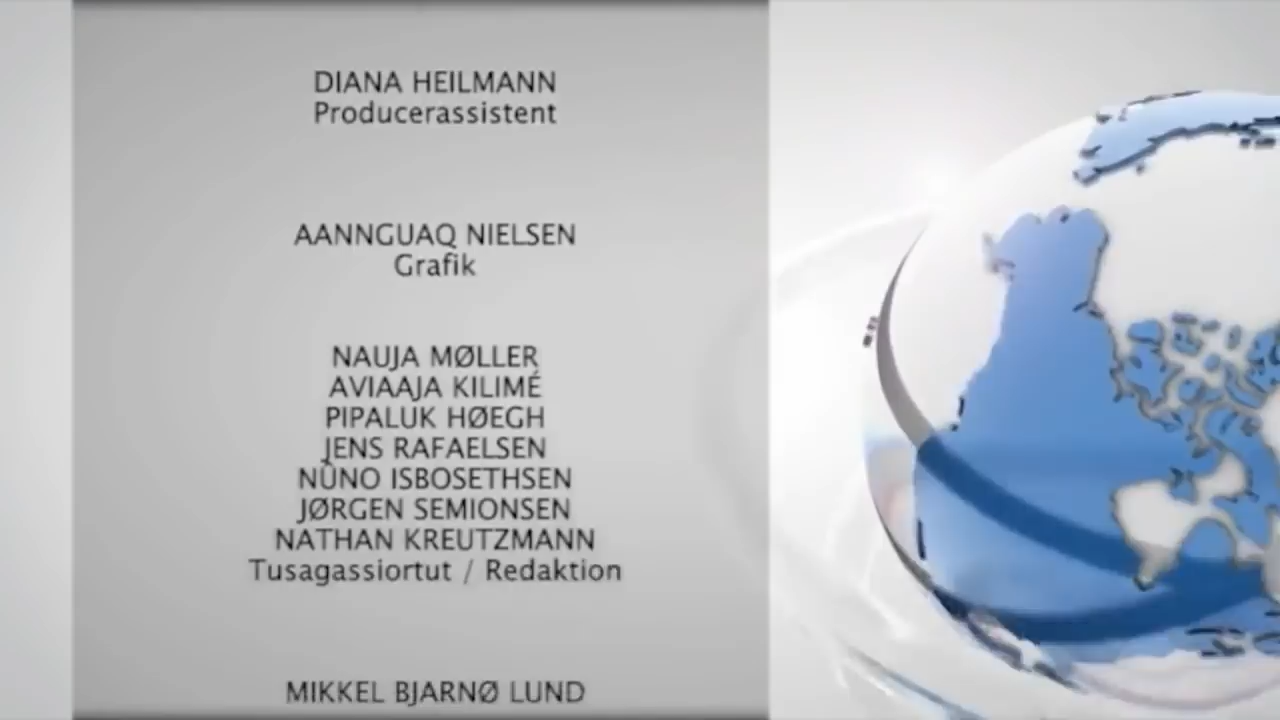 DIANA HEILMANN
Producerassistent
AANNGUAQ NIELSEN
Grafik
NAUJA MØLLER
AVIAAJA KILIMÉ
PIPALUK HØEGH
JENS RAFAELSEN
NÛNO ISBOSETHSEN
JØRGEN SEMIONSEN
NATHAN KREUTZMANN
Tusagassiortut / Redaktion
MIKKEL BJARNØ LUND